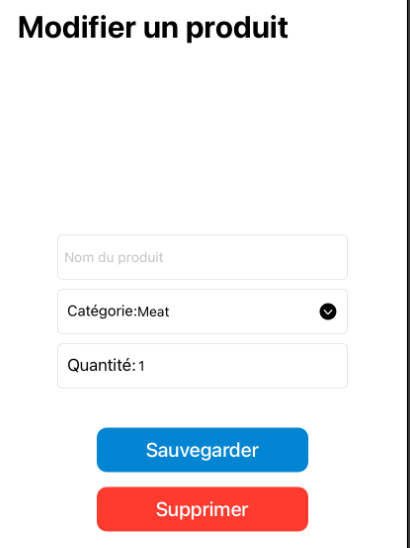 Modifier un produit
Nom du produit
Catégorie:Meat
Quantité: 1
Sauvegarder
Supprimer